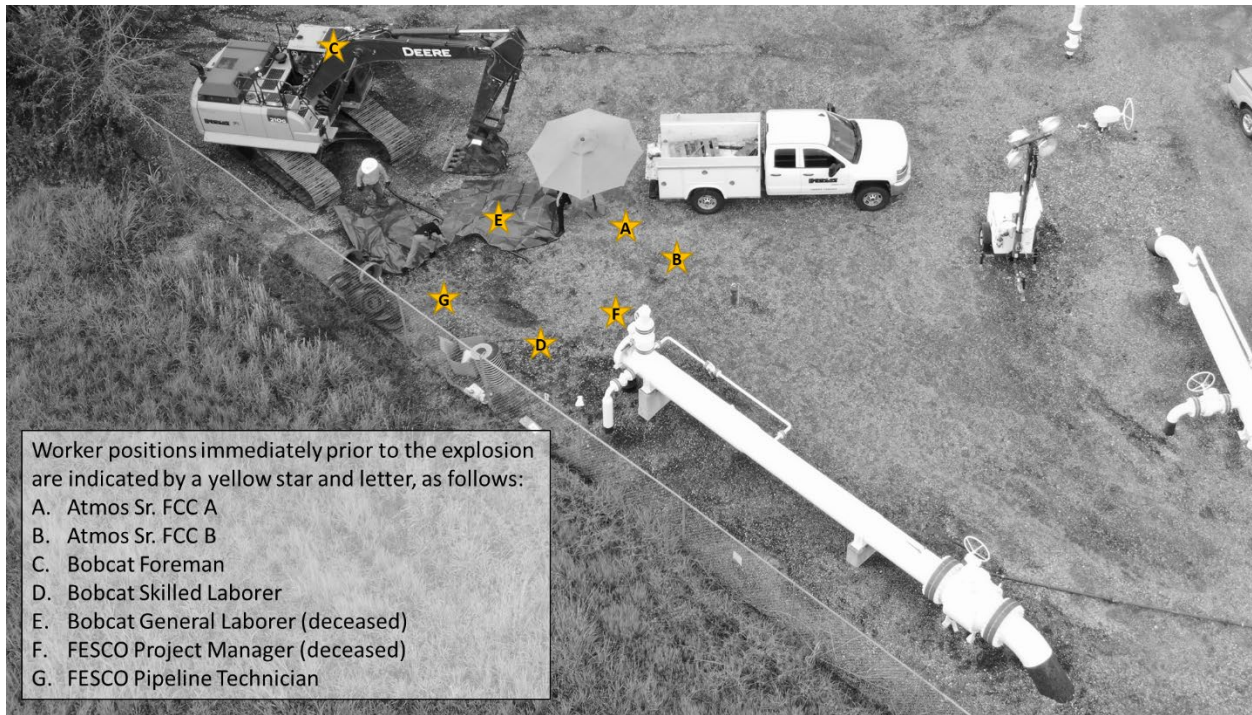 C
DEERE
E
A
B
G
F
D
Worker positions immediately prior to the explosion
are indicated by a yellow star and letter, as follows:
A. Atmos Sr. FCC A
B. Atmos Sr. FCC B
C. Bobcat Foreman
D. Bobcat Skilled Laborer
E. Bobcat General Laborer (deceased)
F. FESCO Project Manager (deceased)
G. FESCO Pipeline Technician